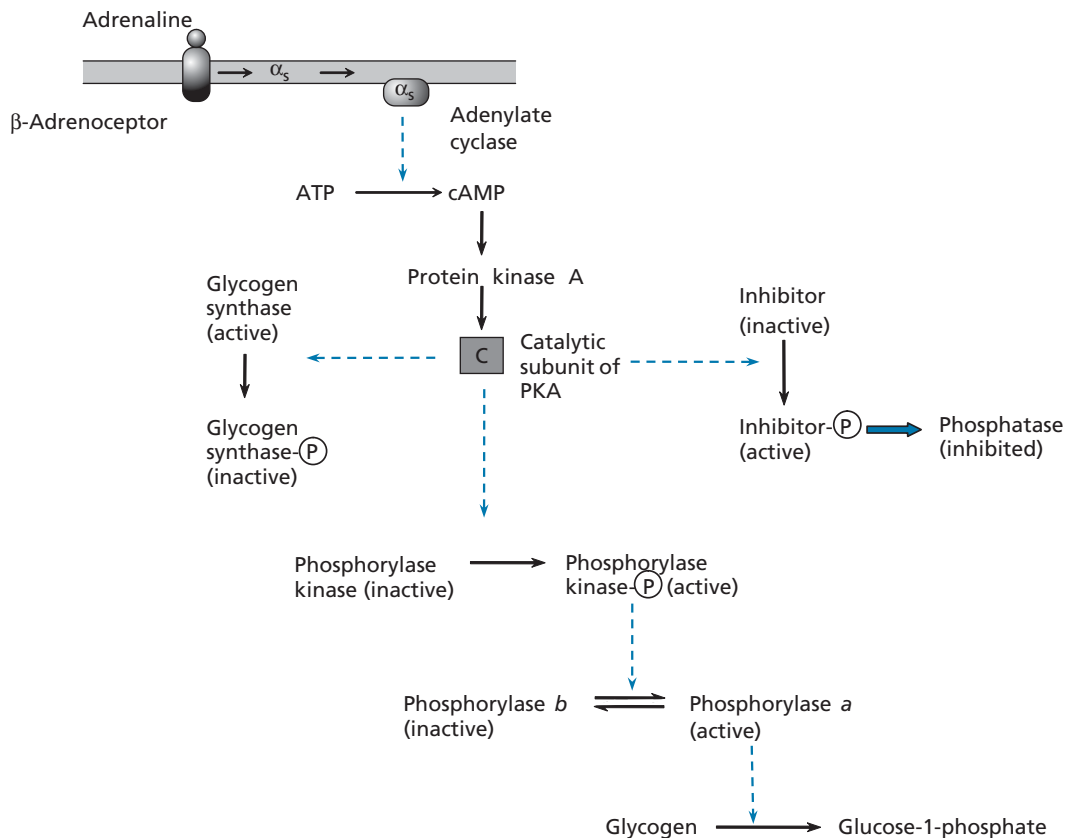 Adrenaline
αs
αs
β-Adrenoceptor
Adenylate
cyclase
ATP
cAMP
Protein kinase A
Glycogen
synthase
(active)
C
Catalytic
subunit of
PKA
Inhibitor
(inactive)
Glycogen
synthase-P
(inactive)
Inhibitor-P
(active)
Phosphatase
(inhibited)
Phosphorylase
kinase (inactive)
Phosphorylase
kinase-P (active)
Phosphorylase b
(inactive)
Phosphorylase a
(active)
Glycogen
Glucose-1-phosphate